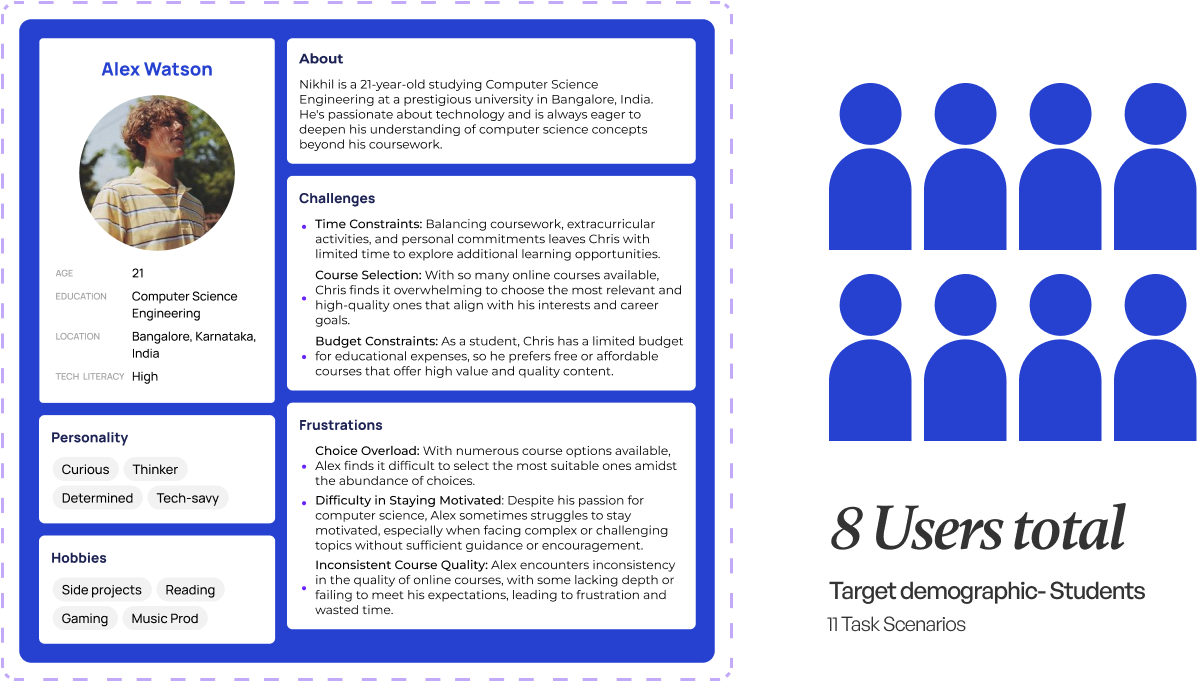 Alex Watson
AGE 21
EDUCATION Computer Science
Engineering
LOCATION Bangalore, Karnataka,
India
TECH LITERACY High
Personality
Curious Thinker
Determined Tech-savy
Hobbies
Side projects Reading
Gaming Music Prod
About
Nikhil is a 21-year-old studying Computer Science
Engineering at a prestigious university in Bangalore, India.
He's passionate about technology and is always eager to
deepen his understanding of computer science concepts
beyond his coursework.
Challenges
Time Constraints: Balancing coursework, extracurricular
activities, and personal commitments leaves Chris with
limited time to explore additional learning opportunities.
Course Selection: With so many online courses available,
Chris finds it overwhelming to choose the most relevant and
high-quality ones that align with his interests and career
goals.
Budget Constraints: As a student, Chris has a limited budget
for educational expenses, so he prefers free or affordable
courses that offer high value and quality content.
Frustrations
Choice Overload: With numerous course options available,
Alex finds it difficult to select the most suitable ones amidst
the abundance of choices.
Difficulty in Staying Motivated: Despite his passion for
computer science, Alex sometimes struggles to stay
motivated, especially when facing complex or challenging
topics without sufficient guidance or encouragement.
Inconsistent Course Quality: Alex encounters inconsistency
in the quality of online courses, with some lacking depth or
failing to meet his expectations, leading to frustration and
wasted time.
8 Users total
Target demographic- Students
11 Task Scenarios